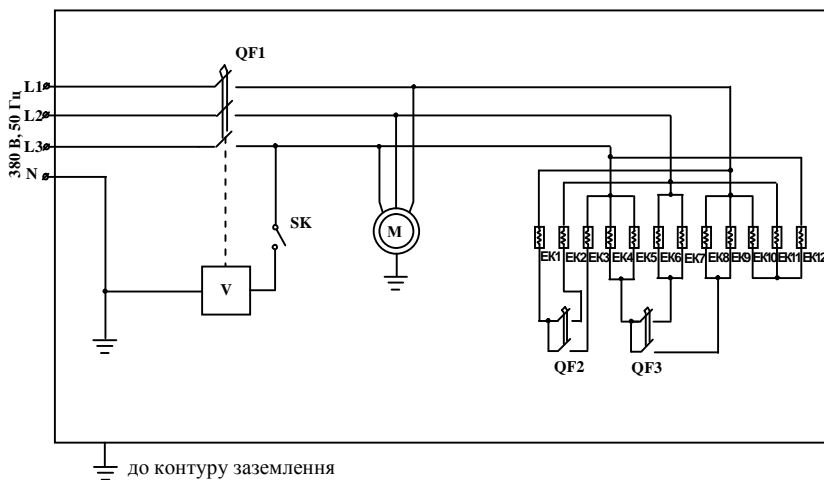 QF1
L1
L2
L3
N
380 В, 50 Гц
SK
M
V
EK1
EK2
EK3
EK4
EK5
EK6
EK7
EK8
EK9
EK10
EK11
EK12
QF2
QF3
до контуру заземлення